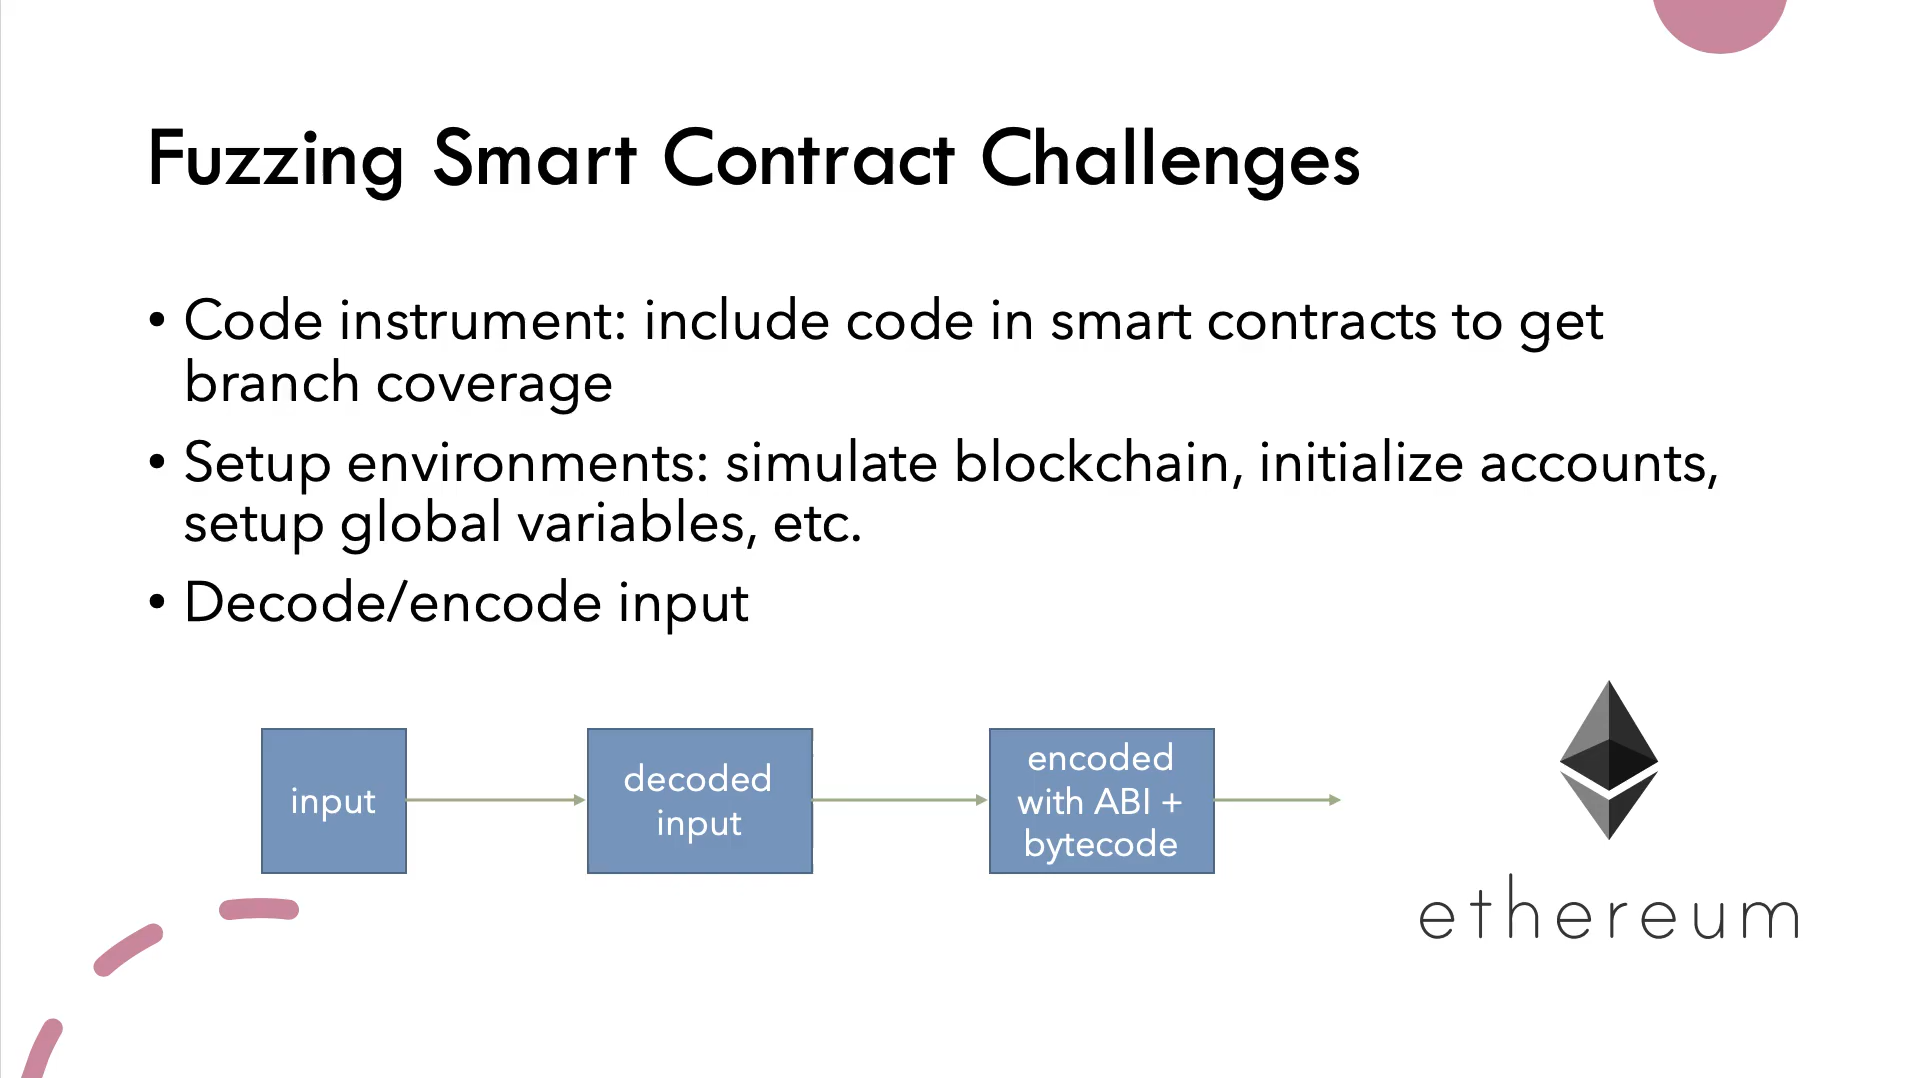 Fuzzing Smart Contract Challenges
• Code instrument: include code in smart contracts to get
branch coverage
• Setup environments: simulate blockchain, initialize accounts,
setup global variables, etc.
• Decode/encode input
input
decoded
input
encoded
with ABI +
bytecode
ethereum